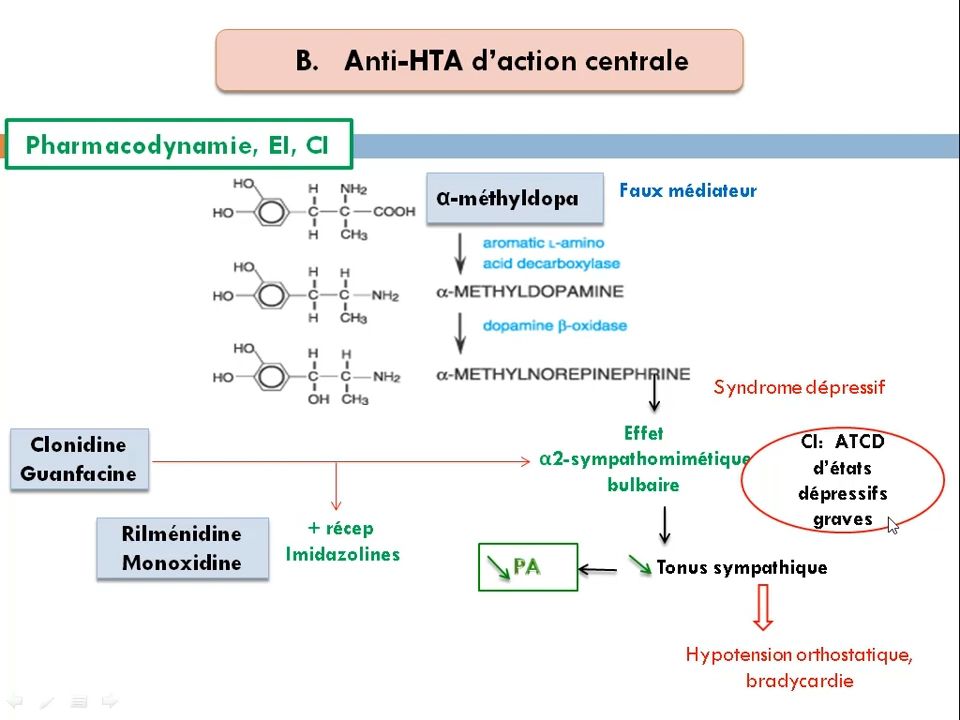 B. Anti-HTA d’action centrale
Pharmacodynamie, EI, CI
HO
H
NH₂
HO
C
C
COOH
H
CH₃
α-méthyldopa
Faux médiateur
aromatic L-amino
acid decarboxylase
HO
H
H
HO
C
C
NH₂
H
CH₃
α-METHYLDOPAMINE
dopamine β-oxidase
HO
H
H
HO
C
C
NH₂
OH
CH₃
α-METHYLNOREPINEPHRINE
Syndrome dépressif
Clonidine
Guanfacine
Effet
α2-sympathomimétique
bulbaire
CI: ATCD
d’états
dépressifs
graves
Rilménidine
Monoxidine
+ récep
Imidazolines
PA
Tonus sympathique
Hypotension orthostatique,
bradycardie